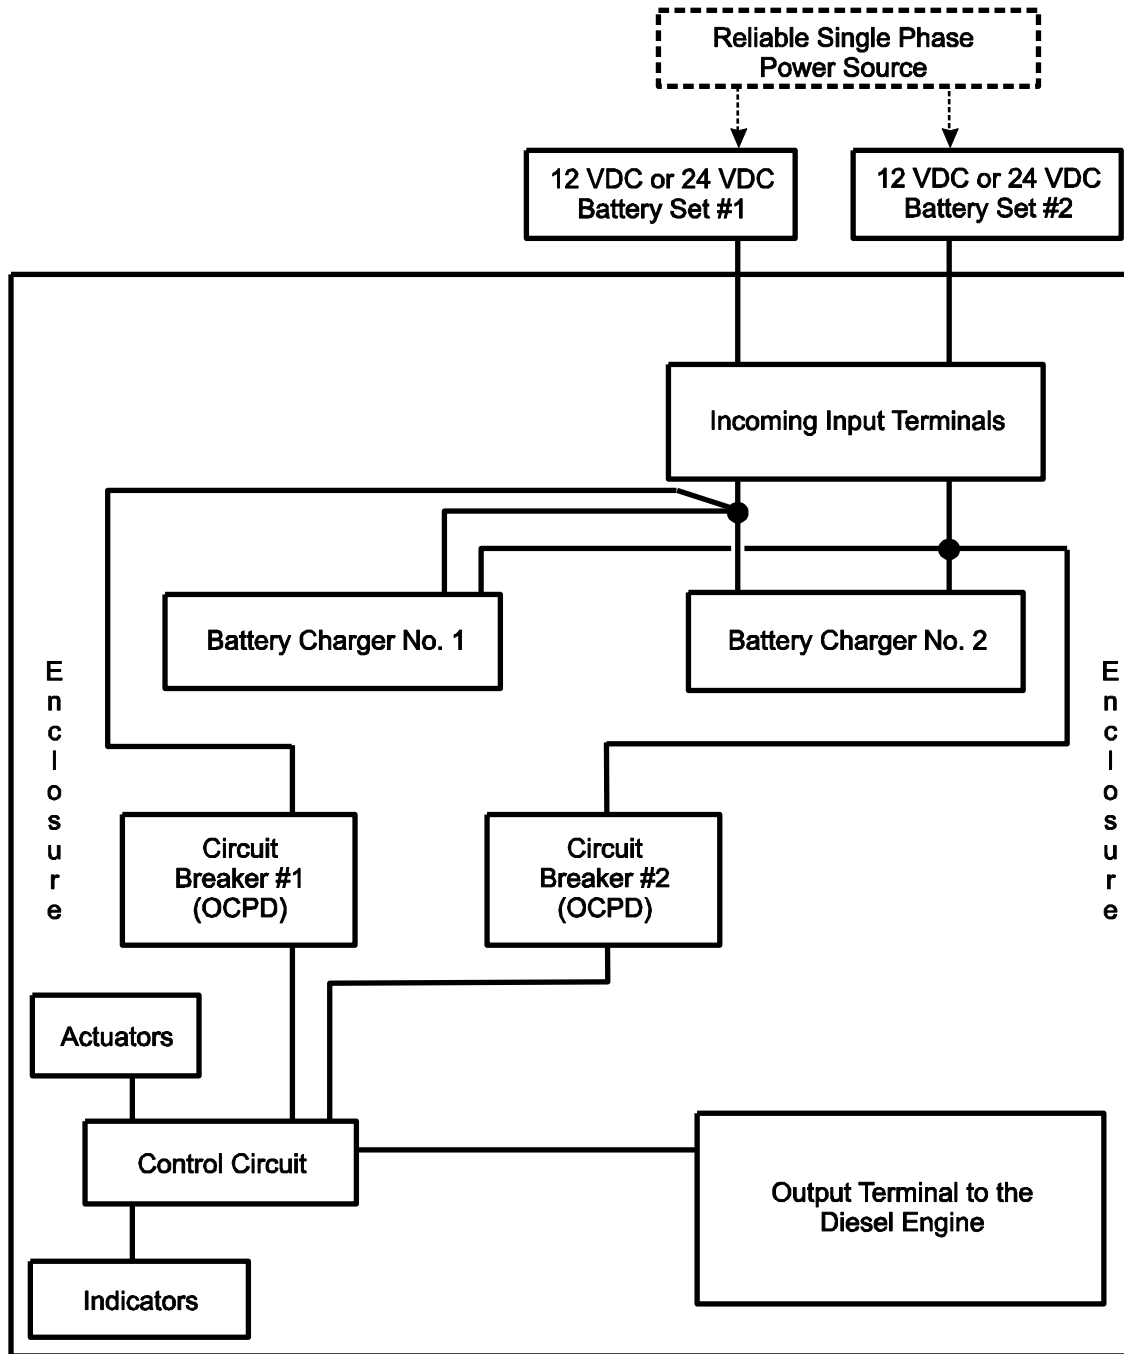 Reliable Single Phase
Power Source
12 VDC or 24 VDC
Battery Set #1
12 VDC or 24 VDC
Battery Set #2
Incoming Input Terminals
Battery Charger No. 1
Battery Charger No. 2
Enclosure
Enclosure
Circuit
Breaker #1
(OCPD)
Circuit
Breaker #2
(OCPD)
Actuators
Control Circuit
Output Terminal to the
Diesel Engine
Indicators